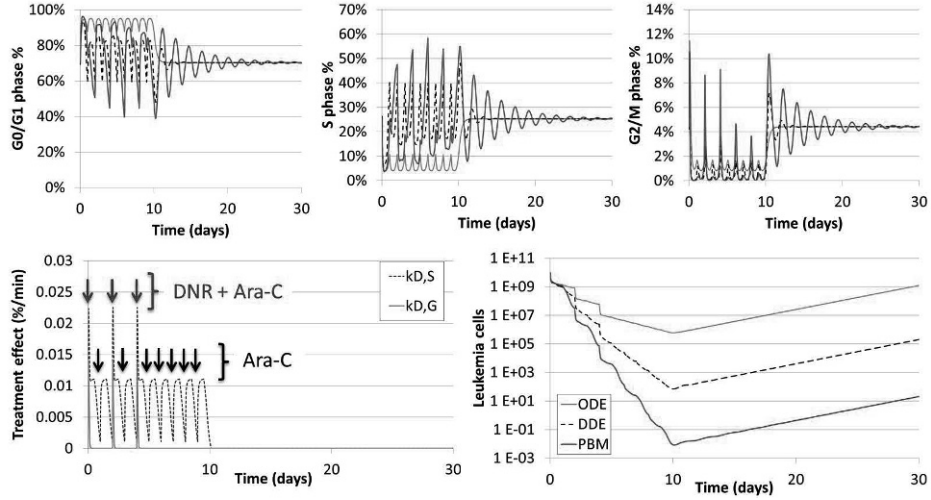 G0/G1 phase %
100%
80%
60%
40%
20%
0%
0 10 20 30
Time (days)
S phase %
70%
60%
50%
40%
30%
20%
10%
0%
0 10 20 30
Time (days)
G2/M phase %
14%
12%
10%
8%
6%
4%
2%
0%
0 10 20 30
Time (days)
Treatment effect (%/min)
0.03
0.025
0.02
0.015
0.01
0.005
0
DNR + Ara-C
Ara-C
kD,S
kD,G
0 10 20 30
Time (days)
Leukemia cells
1 E+11
1 E+09
1 E+07
1 E+05
1 E+03
1 E+01
1 E-01
1 E-03
ODE
DDE
PBM
0 10 20 30
Time (days)